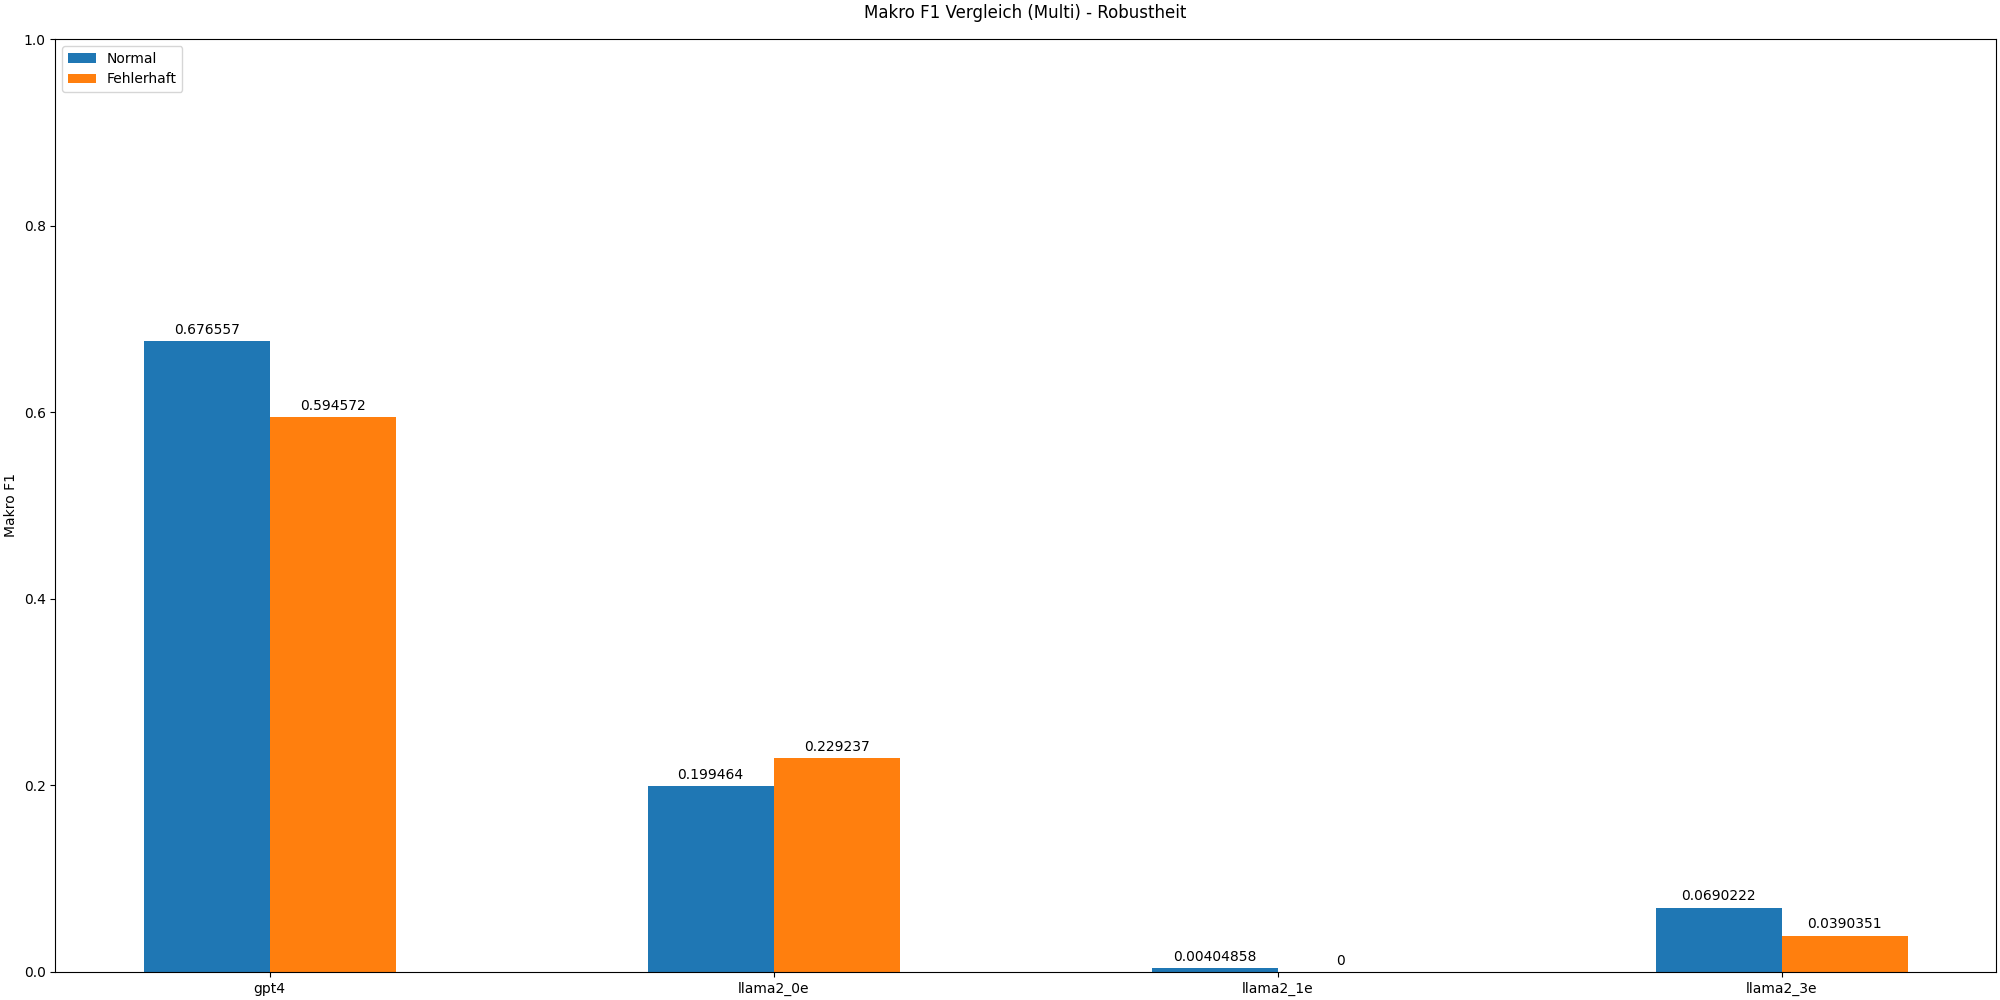 Makro F1 Vergleich (Multi) - Robustheit
1.0
Normal
Fehlerhaft
0.8
0.676557
0.594572
0.6
Makro F1
0.4
0.229237
0.199464
0.2
0.0690222
0.0390351
0.00404858
0
0.0
gpt4
llama2_0e
llama2_1e
llama2_3e